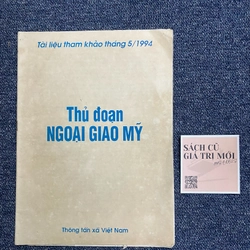 Tài liệu tham khảo tháng 5/1994
Thủ đoạn
NGOẠI GIAO MỸ
Thông tấn xã Việt Nam
SÁCH CŨ
GIÁ TRỊ MỚI